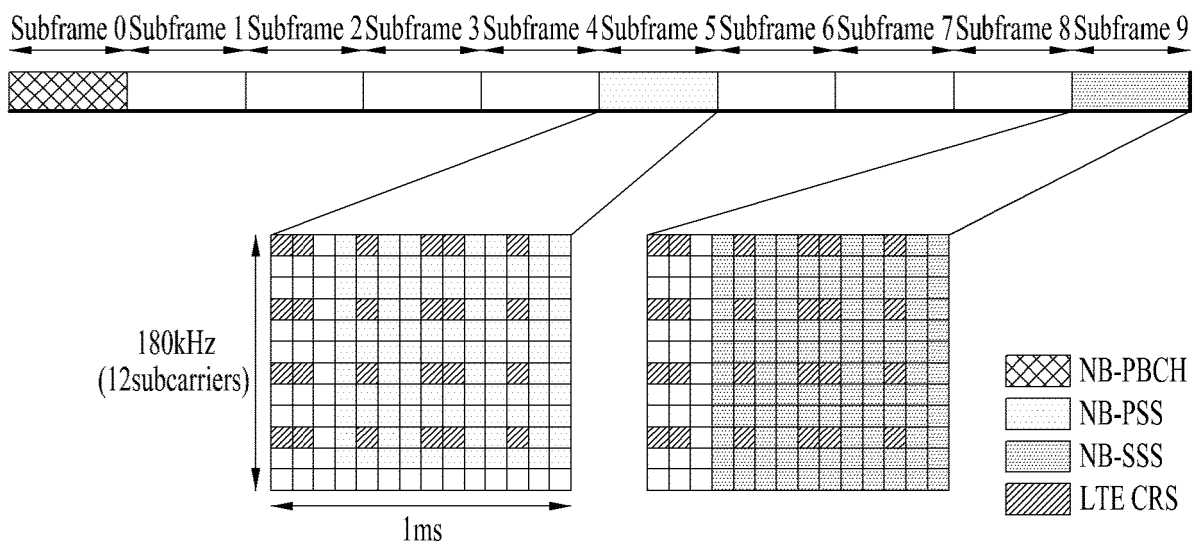 Subframe 0 Subframe 1 Subframe 2 Subframe 3 Subframe 4 Subframe 5 Subframe 6 Subframe 7 Subframe 8 Subframe 9
180kHz
(12subcarriers)
1ms
NB-PBCH
NB-PSS
NB-SSS
LTE CRS